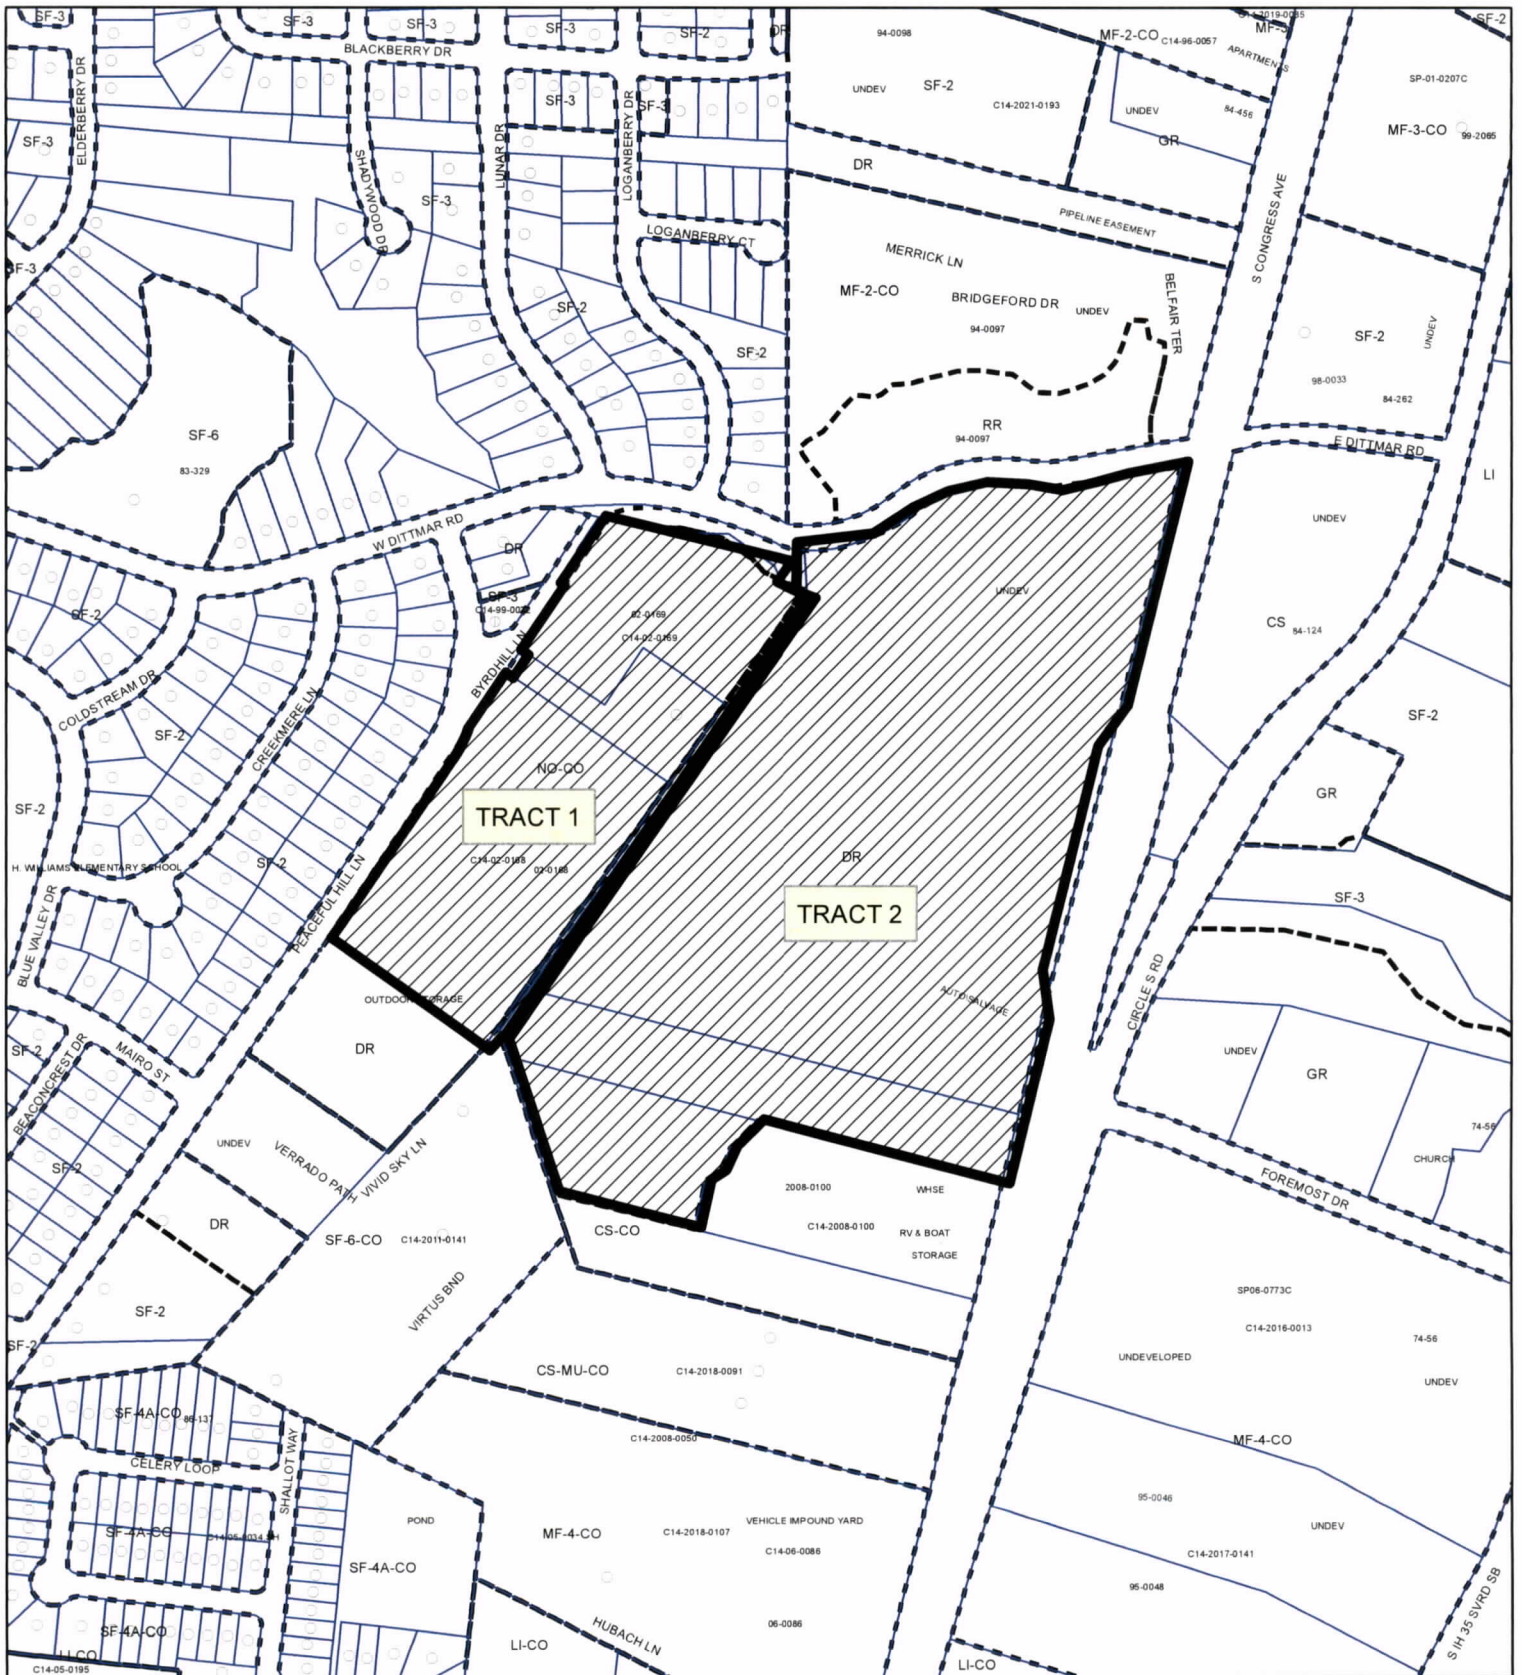 SF-3
SF-3
SF-3
SF-3
SF-2
DR
94-0098
MF-2-CO
C14-96-0057
MF-3
APARTMENTS
SF-2
BLACKBERRY DR
SP-01-0207C
UNDEV
SF-2
C14-2021-0193
UNDEV
84-456
GR
MF-3-CO
99-2065
ELDERBERRY DR
SF-3
SF-3
SF-3
LOGANBERRY DR
LUNAR DR
SHADYWOOD DR
SF-3
DR
PIPELINE EASEMENT
S CONGRESS AVE
LOGANBERRY CT
MERRICK LN
SF-3
MF-2-CO
BRIDGEFORD DR
UNDEV
94-0097
BELFAIR TER
SF-2
SF-2
SF-2
UNDEV
98-0033
84-262
SF-6
83-329
RR
94-0097
E DITTMAR RD
LI
W DITTMAR RD
UNDEV
DR
SF-3
SF-2
02-0169
C14-02-0169
UNDEV
CS
84-124
BYRDHILL LN
COLDSTREAM DR
SF-2
CREEKMERE LN
SF-2
NO-CO
GR
SF-2
TRACT 1
H. WILLIAMS ELEMENTARY SCHOOL
SF-2
C14-02-0168
02-0168
DR
PEACEFUL HILL LN
BLUE VALLEY DR
TRACT 2
SF-3
OUTDOOR STORAGE
AUTO SALVAGE
CIRCLE S RD
SF-2
MAIRO ST
DR
UNDEV
GR
BEACONCREST DR
74-56
UNDEV
VERRADO PATH
VIVID SKY LN
CHURCH
SF-2
2008-0100
WHSE
FOREMOST DR
DR
SF-6-CO
C14-2011-0141
CS-CO
C14-2008-0100
RV & BOAT
STORAGE
VIRTUS BND
SP06-0773C
SF-2
SF-2
C14-2016-0013
74-56
UNDEVELOPED
CS-MU-CO
C14-2018-0091
UNDEV
SF-4A-CO
86-137
C14-2008-0050
MF-4-CO
CELERY LOOP
SHALLOT WAY
95-0046
POND
VEHICLE IMPOUND YARD
SF-4A-CO
MF-4-CO
C14-2018-0107
C14-06-0086
UNDEV
SF-4A-CO
C14-2017-0141
95-0048
S IH 35 SVRD SB
06-0086
HUBACH LN
SF-4A-CO
LI-CO
LI-CO
LI-CO
C14-05-0195